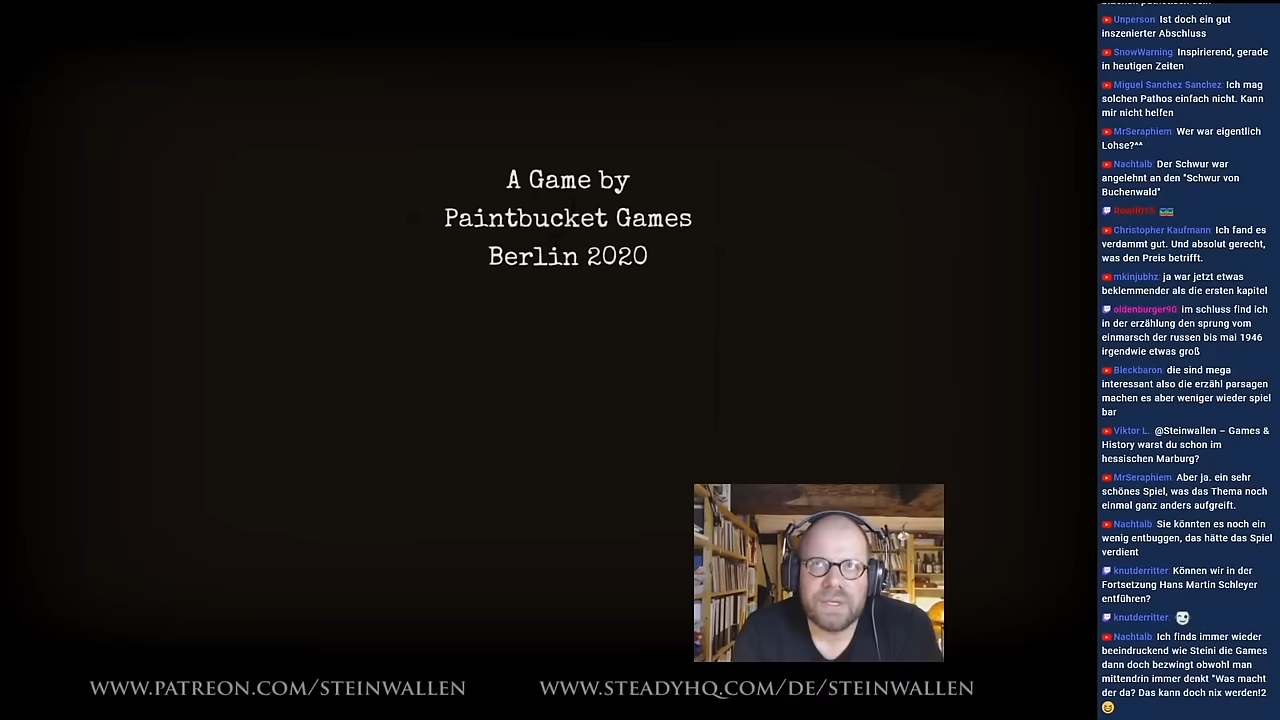 A Game by
Paintbucket Games
Berlin 2020
WWW.PATREON.COM/STEINWALLEN
WWW.STEADYHQ.COM/DE/STEINWALLEN
Unperson Ist doch ein gut
inszenierter Abschluss
SnowWarning Inspirierend, gerade
in heutigen Zeiten
Miguel Sanchez Sanchez Ich mag
solchen Pathos einfach nicht. Kann
mir nicht helfen
MrSeraphiem Wer war eigentlich
Lohse?^^
Nachtalb Der Schwur war
angelehnt an den "Schwur von
Buchenwald"
Christopher Kaufmann Ich fand es
verdammt gut. Und absolut gerecht,
was den Preis betrifft.
mkinjubhz ja war jetzt etwas
beklemmender als die ersten kapitel
oldenburger90 im schluss find ich
in der erzählung den sprung vom
einmarsch der russen bis mai 1946
irgendwie etwas groß
Bleckbaron die sind mega
interessant also die erzähl parsagen
machen es aber weniger wieder spiel
bar
Viktor L. @Steinwallen – Games &
History warst du schon im
hessischen Marburg?
MrSeraphiem Aber ja. ein sehr
schönes Spiel, was das Thema noch
einmal ganz anders aufgreift.
Nachtalb Sie könnten es noch ein
wenig entbuggen, das hätte das Spiel
verdient
knutderritter Können wir in der
Fortsetzung Hans Martin Schleyer
entführen?
knutderritter
Nachtalb Ich finds immer wieder
beeindruckend wie Steini die Games
dann doch bezwingt obwohl man
mittendrin immer denkt "Was macht
der da? Das kann doch nix werden!2